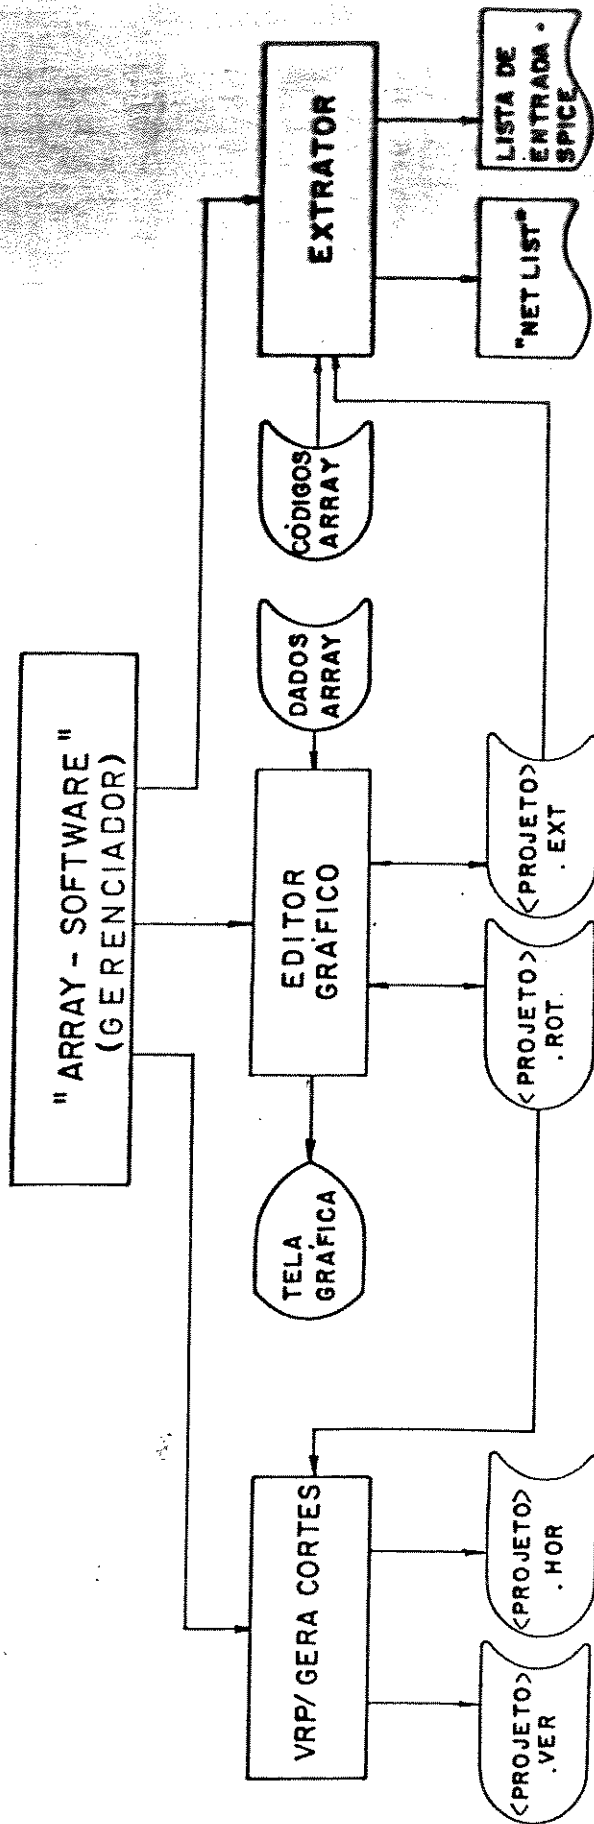 "ARRAY - SOFTWARE"
(GERENCIADOR)
VRP/GERA CORTES
TELA
GRÁFICA
EDITOR
GRÁFICO
DADOS
ARRAY
CÓDIGOS
ARRAY
EXTRATOR
<PROJETO>
.VER
<PROJETO>
.HOR
<PROJETO>
.ROT
<PROJETO>
.EXT
"NET LIST"
LISTA DE
ENTRADA.
SPICE